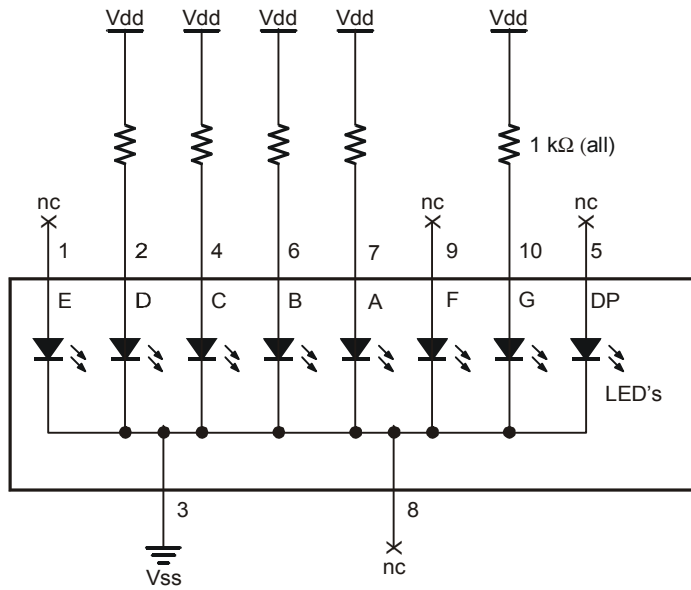 Vdd Vdd Vdd Vdd Vdd
1 kΩ (all)
nc nc nc
1 2 4 6 7 9 10 5
E D C B A F G DP
LED's
3 8
Vss nc